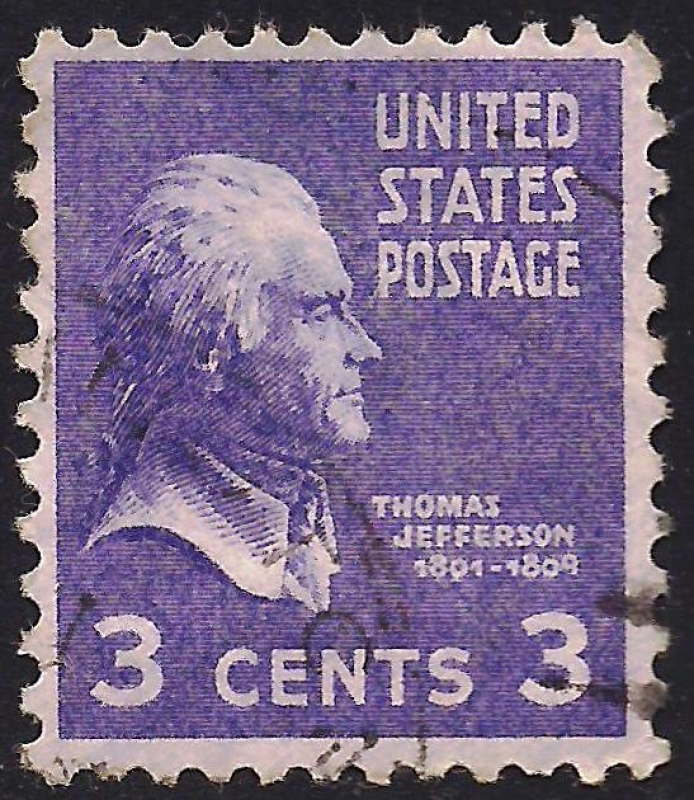 UNITED
STATES
POSTAGE
THOMAS
JEFFERSON
1801-1809
3 CENTS 3